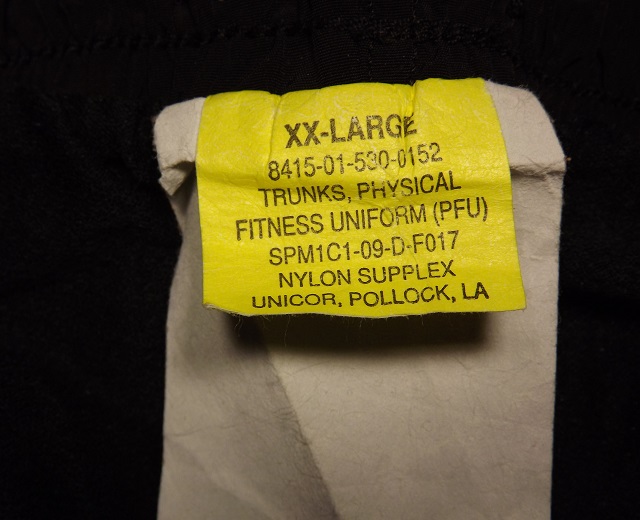 XX-LARGE
8415-01-530-0152
TRUNKS, PHYSICAL
FITNESS UNIFORM (PFU)
SPM1C1-09-D-F017
NYLON SUPPLEX
UNICOR, POLLOCK, LA